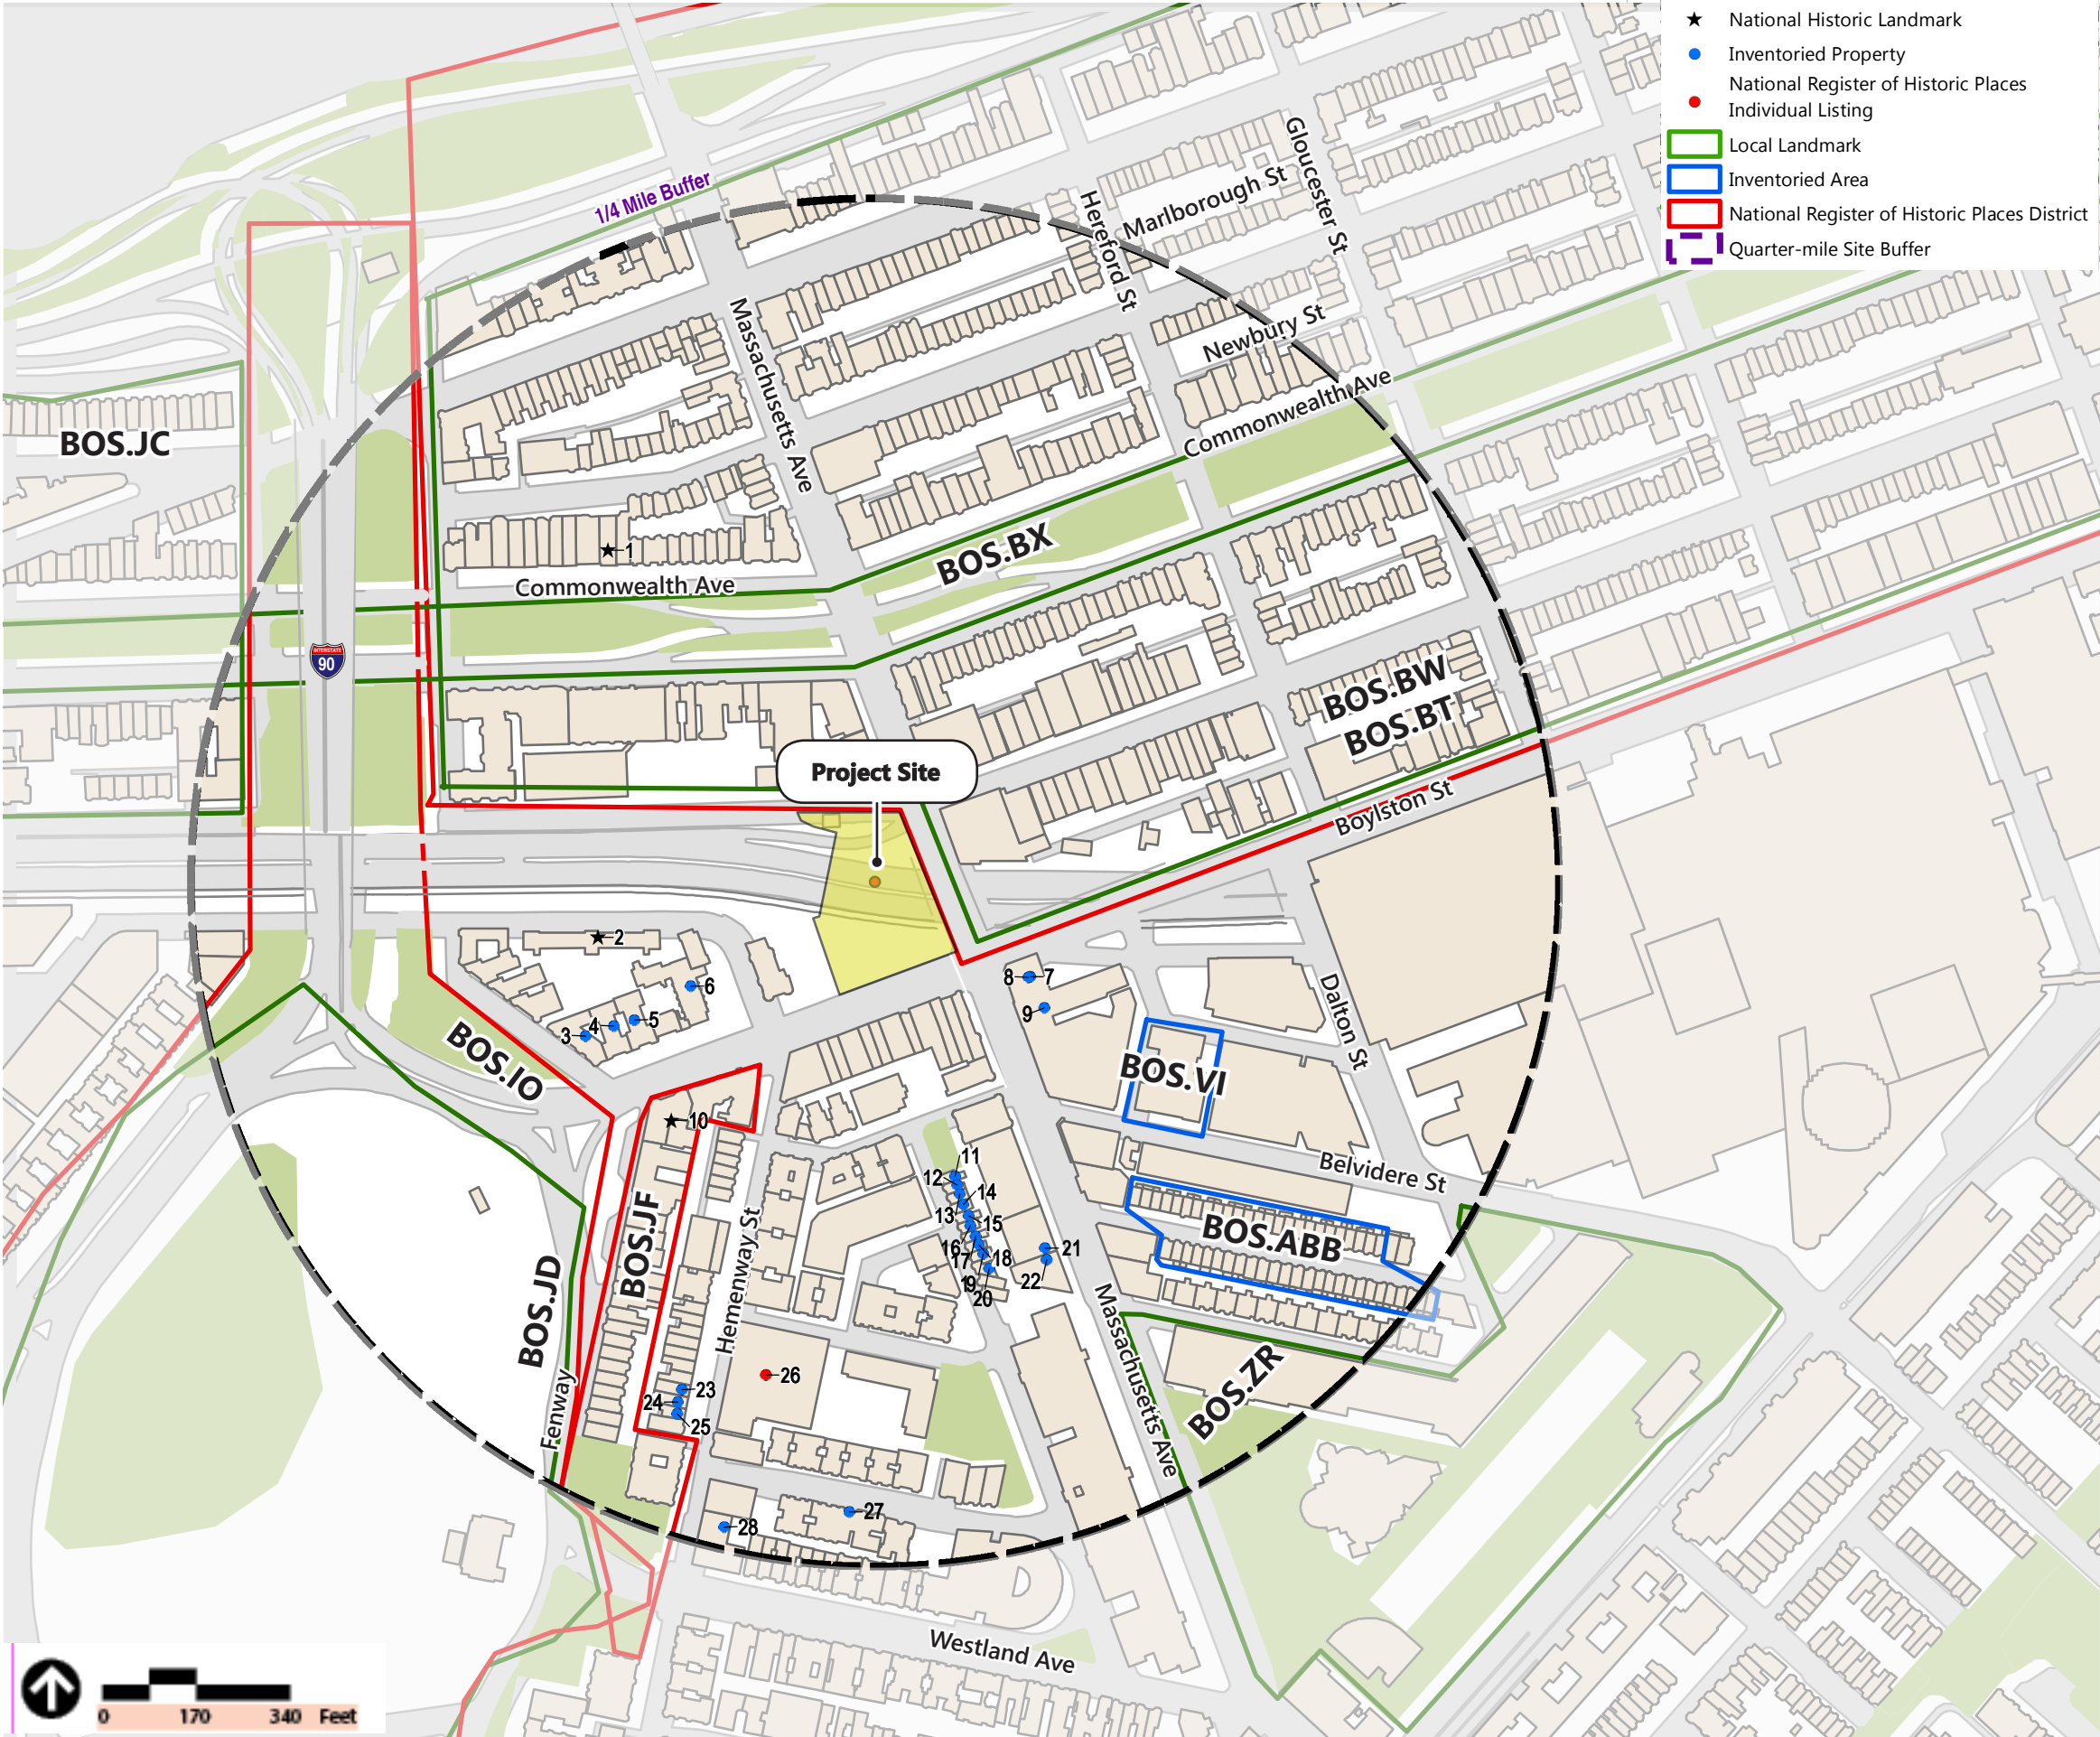 National Historic Landmark
Inventoried Property
National Register of Historic Places
Individual Listing
Local Landmark
Inventoried Area
National Register of Historic Places District
Quarter-mile Site Buffer
1/4 Mile Buffer
Gloucester St
Marlborough St
Hereford St
Massachusetts Ave
Newbury St
Commonwealth Ave
BOS.JC
1
BOS.BX
Commonwealth Ave
INTERSTATE
90
BOS.BW
BOS.BT
Project Site
Boylston St
2
6
8
7
3
4
5
9
Dalton St
BOS.IO
BOS.VI
10
11
12
14
13
15
16
17
18
19
20
21
22
Belvidere St
BOS.ABB
BOS.JF
Hemenway St
BOS.JD
Massachusetts Ave
BOS.ZR
26
23
24
25
Fenway
27
28
Westland Ave
0 170 340 Feet